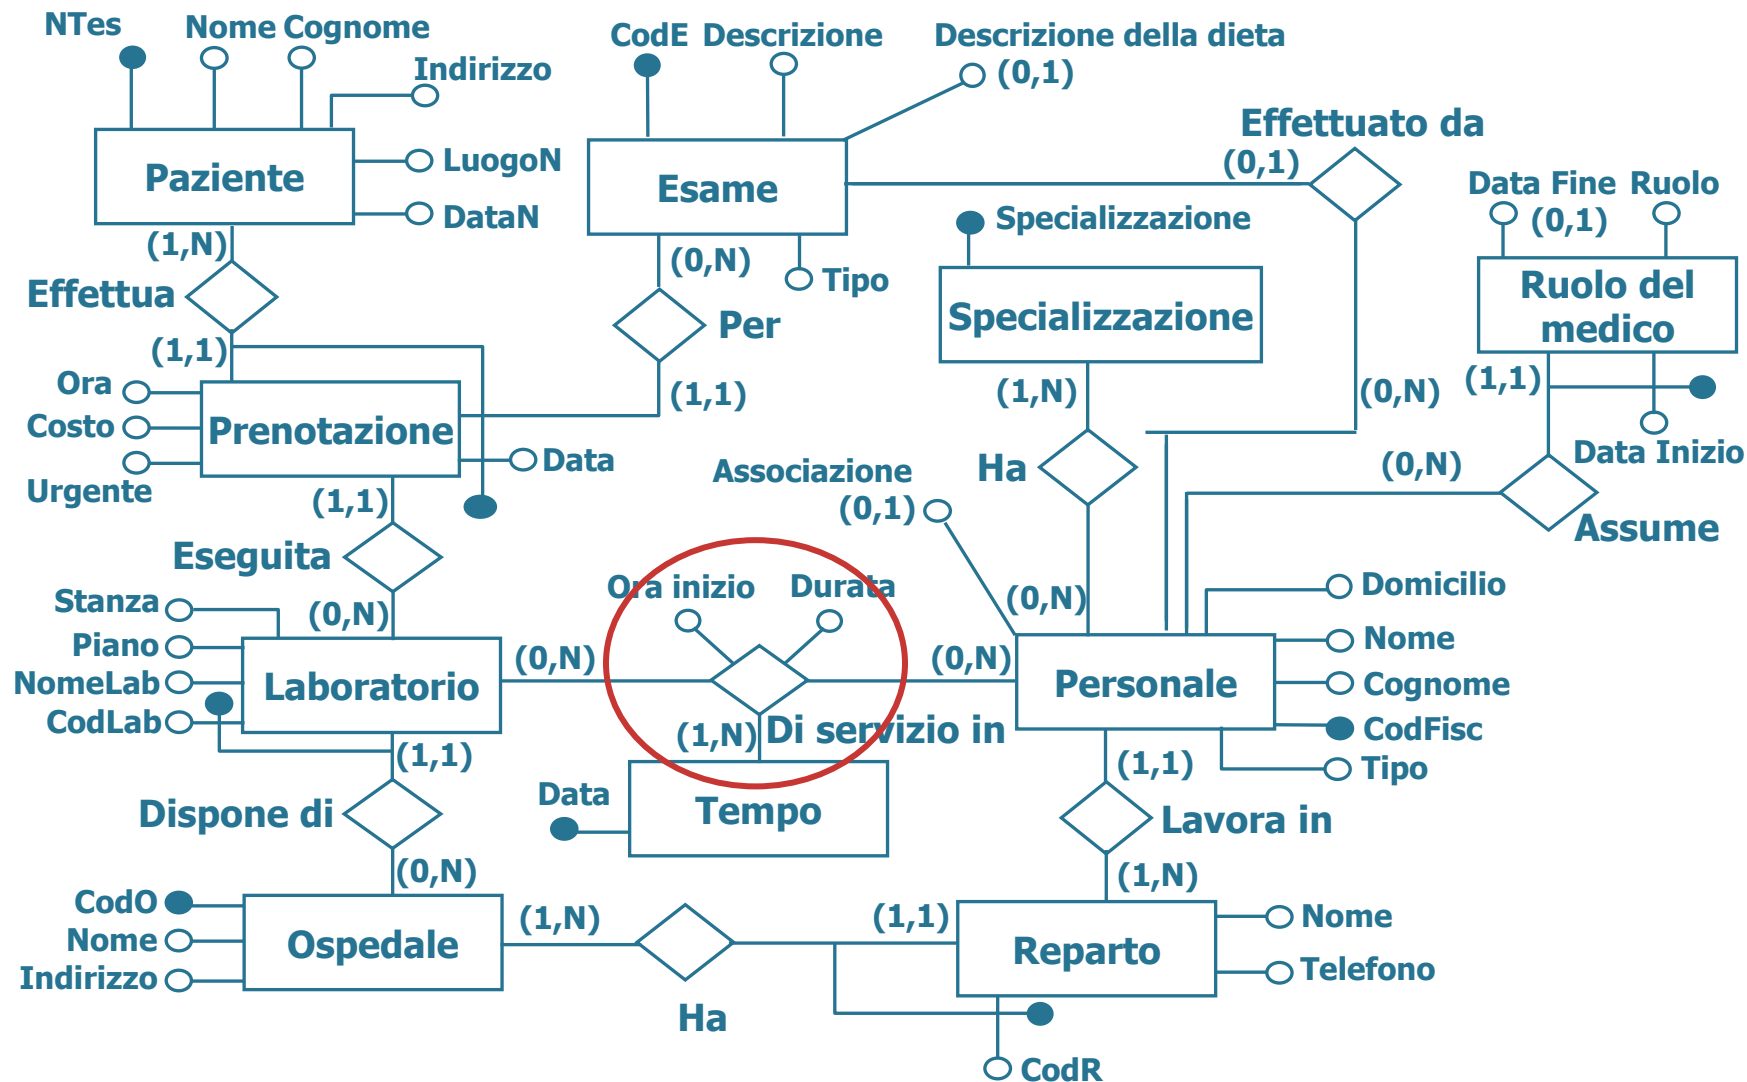 NTes
Nome Cognome
Indirizzo
Paziente
LuogoN
DataN
(1,N)
Effettua
(1,1)
Ora
Costo
Urgente
Prenotazione
Data
(1,1)
Eseguita
(0,N)
CodE Descrizione
Descrizione della dieta
(0,1)
Esame
(0,N)
Tipo
Per
(1,1)
Effettuato da
(0,1)
(0,N)
Specializzazione
Specializzazione
(1,N)
Ha
(0,N)
Data Fine Ruolo
(0,1)
Ruolo del
medico
(1,1)
Data Inizio
(0,N)
Assume
Associazione
(0,1)
Stanza
Piano
NomeLab
CodLab
Laboratorio
(0,N)
Ora inizio
Durata
(0,N)
(1,N)
Di servizio in
Personale
Domicilio
Nome
Cognome
CodFisc
Tipo
(1,1)
Dispone di
(0,N)
Data
Tempo
(1,1)
Lavora in
(1,N)
CodO
Nome
Indirizzo
Ospedale
(1,N)
Ha
(1,1)
Reparto
Nome
Telefono
CodR